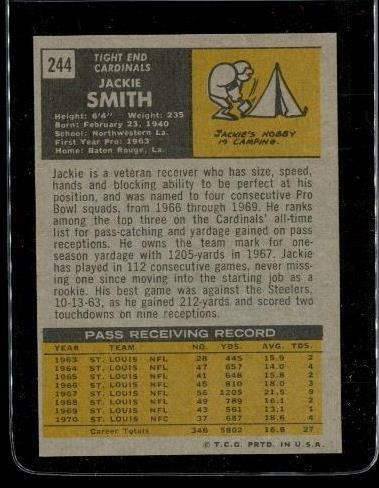 244
TIGHT END
CARDINALS
JACKIE
SMITH
Height: 6'4" Weight: 235
Born: February 23, 1940
School: Northwestern La.
First Year Pro: 1963
Home: Baton Rouge, La.
JACKIE'S HOBBY
IS CAMPING.
Jackie is a veteran receiver who has size, speed,
hands and blocking ability to be perfect at his
position, and was named to four consecutive Pro
Bowl squads, from 1966 through 1969. He ranks
among the top three on the Cardinals' all-time
list for pass-catching and yardage gained on pass
receptions. He owns the team mark for one-
season yardage with 1205-yards in 1967. Jackie
has played in 112 consecutive games, never miss-
ing one since moving into the starting job as a
rookie. His best game was against the Steelers,
10-13-63, as he gained 212-yards and scored two
touchdowns on nine receptions.
PASS RECEIVING RECORD
YEAR TEAM NO. YDS. AVG. TDS.
1963 ST. LOUIS NFL 28 445 15.9 2
1964 ST. LOUIS NFL 47 657 14.0 4
1965 ST. LOUIS NFL 41 648 15.8 2
1966 ST. LOUIS NFL 45 810 18.0 3
1967 ST. LOUIS NFL 56 1205 21.5 9
1968 ST. LOUIS NFL 49 789 16.1 2
1969 ST. LOUIS NFL 43 561 13.1 1
1970 ST. LOUIS NFC 37 687 18.6 4
Career Totals 346 5802 16.8 27
© T.C.G. PRTD. IN U.S.A.